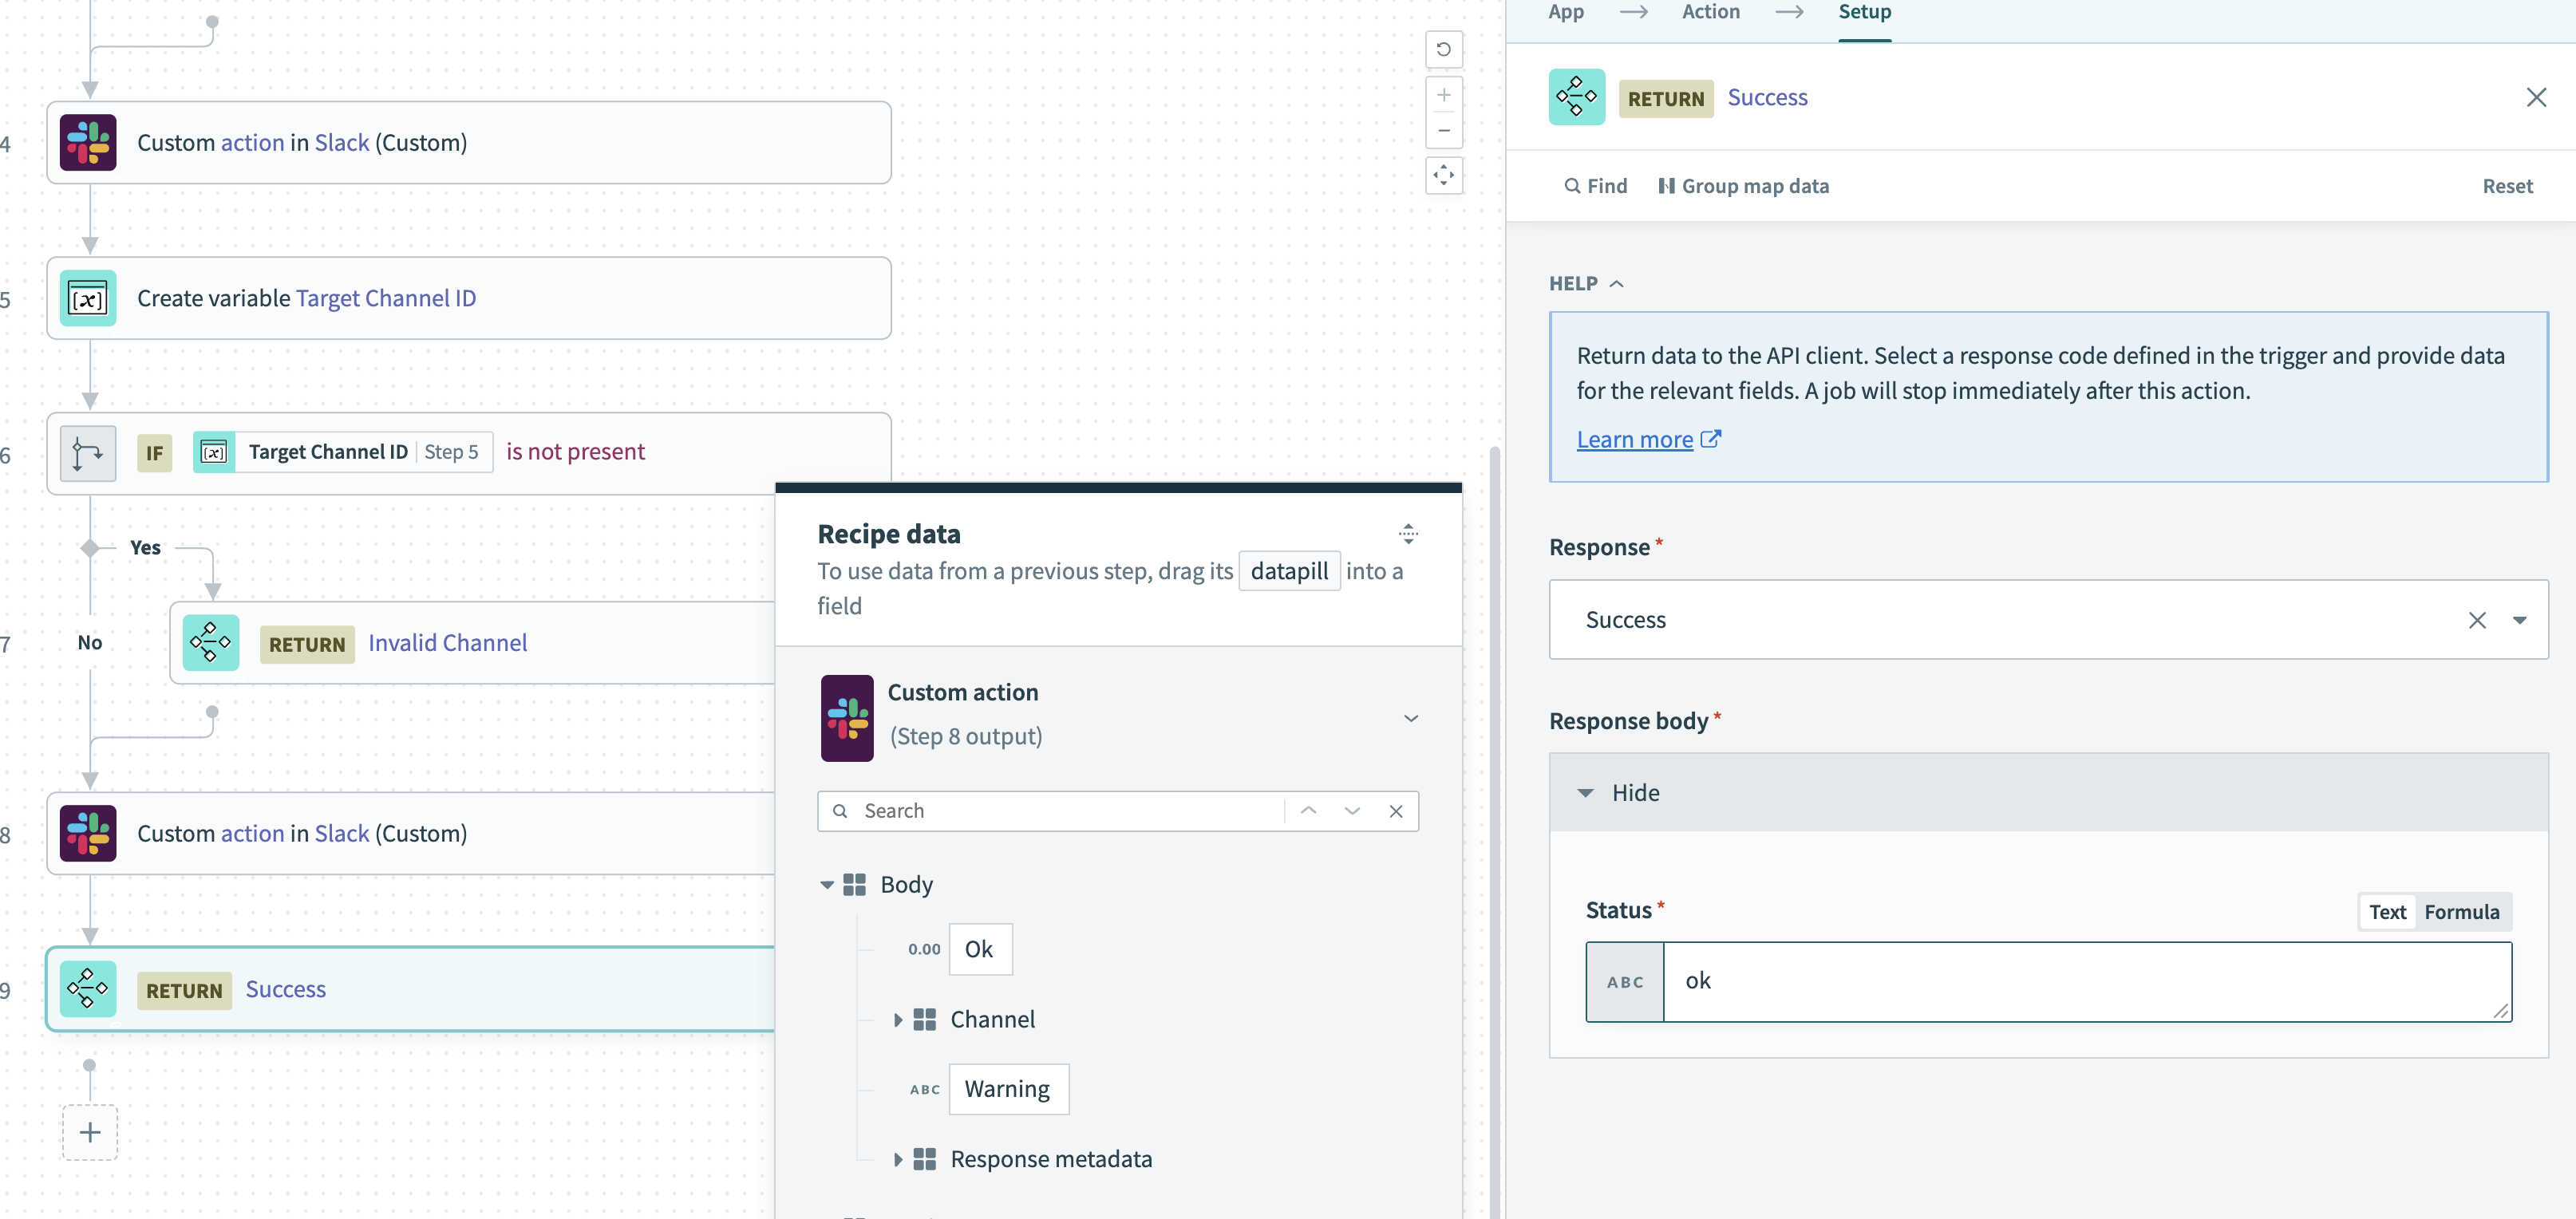 4
Custom action in Slack (Custom)
5
[x]
Create variable Target Channel ID
6
IF
[x]
Target Channel ID
Step 5
is not present
Yes
7
No
RETURN
Invalid Channel
8
Custom action in Slack (Custom)
9
RETURN
Success
Recipe data
To use data from a previous step, drag its datapill into a
field
Custom action
(Step 8 output)
Search
Body
0.00 Ok
Channel
ABC Warning
Response metadata
App
Action
Setup
RETURN
Success
Find
Group map data
Reset
HELP
Return data to the API client. Select a response code defined in the trigger and provide data
for the relevant fields. A job will stop immediately after this action.
Learn more
Response *
Success
Response body *
Hide
Status *
Text
Formula
ABC
ok